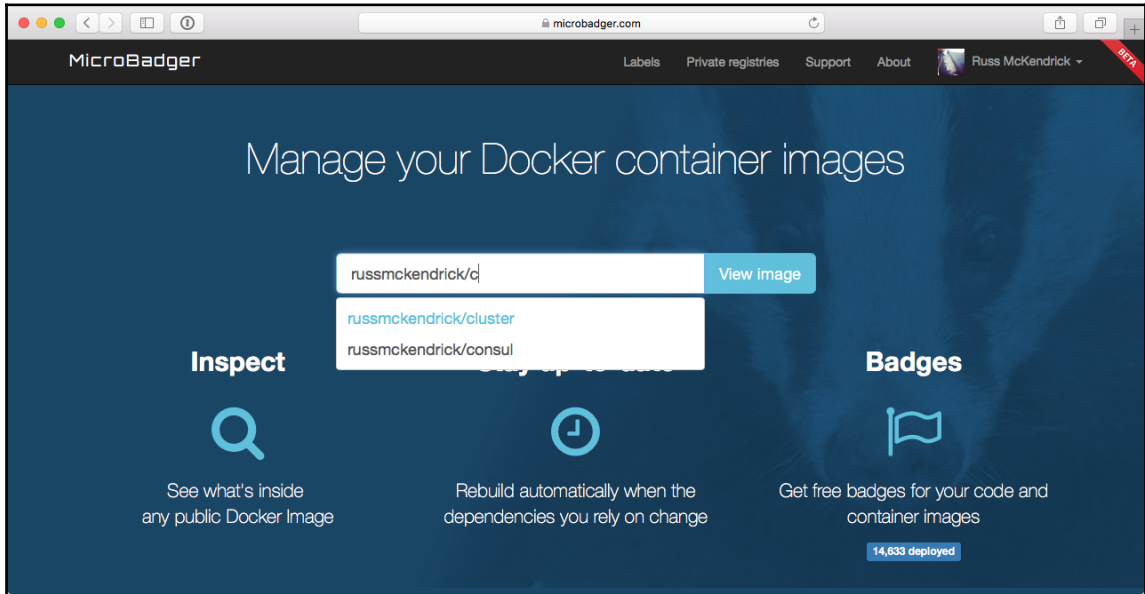 microbadger.com
MicroBadger
Labels Private registries Support About Russ McKendrick
BETA
Manage your Docker container images
russmckendrick/c View image
russmckendrick/cluster
russmckendrick/consul
Inspect Badges
See what's inside
any public Docker Image
Rebuild automatically when the
dependencies you rely on change
Get free badges for your code and
container images
14,633 deployed